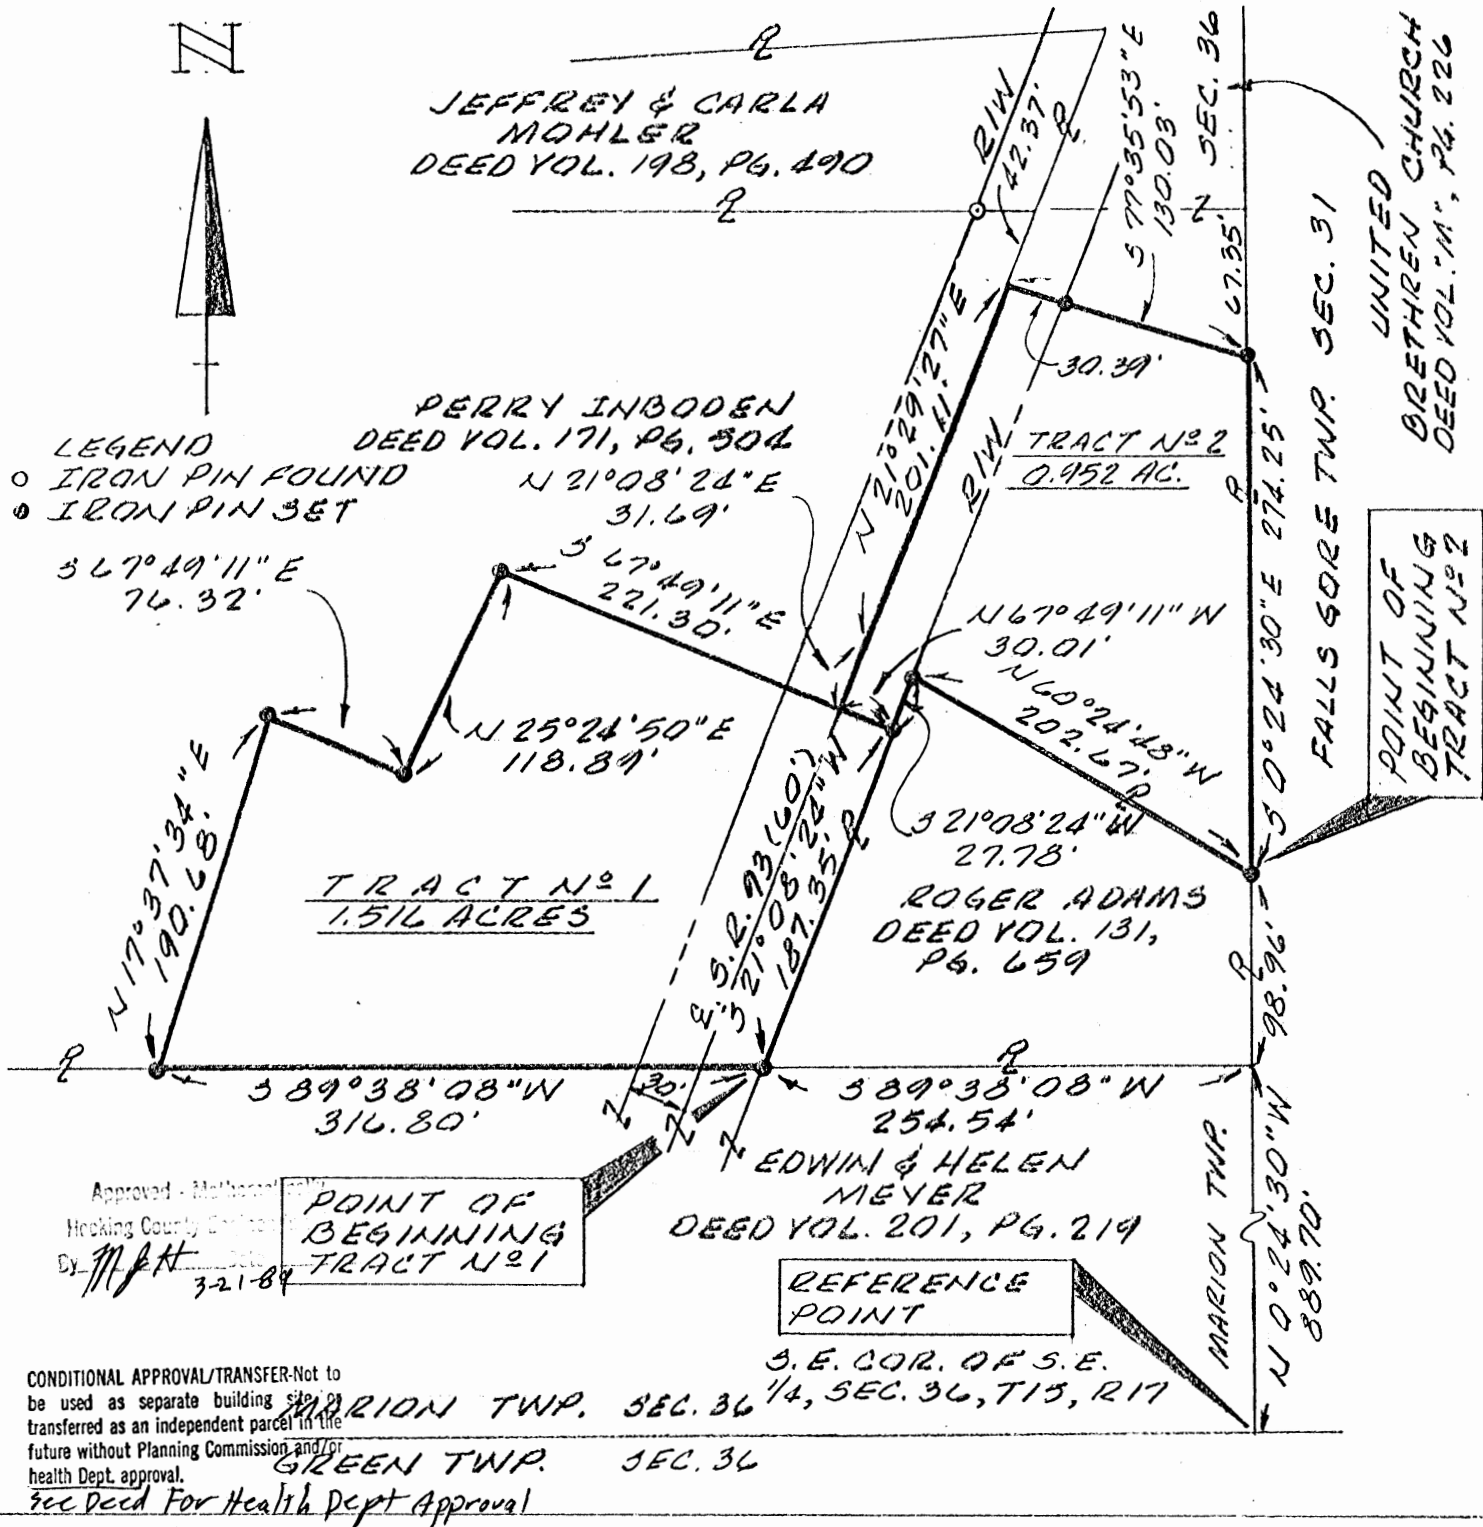 N
JEFFREY & CARLA
MOHLER
DEED VOL. 198, PG. 490
R/W
42.37'
S 77°35'53" E
130.03'
SEC. 36
67.35'
UNITED
BRETHREN CHURCH
DEED VOL. "M", PG. 226
FALLS GORE TWP. SEC. 31
30.39'
PERRY INBODEN
DEED VOL. 171, PG. 504
LEGEND
○ IRON PIN FOUND
● IRON PIN SET
N 21°08'24" E
31.69'
N 21°29'27" E
201.41'
R/W
TRACT Nº 2
0.952 AC.
S 0°24'30" E 274.25'
POINT OF
BEGINNING
TRACT Nº 2
S 67°49'11" E
76.32'
S 67°49'11" E
221.30'
N 67°49'11" W
30.01'
N 60°24'48" W
202.67'
N 25°24'50" E
118.89'
S 21°08'24" W
27.78'
N 17°37'34" E
190.68'
TRACT Nº 1
1.516 ACRES
S.R. 93 (60')
S 21°08'24" W
187.35'
ROGER ADAMS
DEED VOL. 131,
PG. 659
98.96'
S 89°38'08" W
316.80'
30'
S 89°38'08" W
254.54'
EDWIN & HELEN
MEYER
DEED VOL. 201, PG. 219
MARION TWP.
N 0°24'30" W
889.70'
Approved - Mathematically
Hocking County
By MJH 3-21-89
POINT OF
BEGINNING
TRACT Nº 1
REFERENCE
POINT
S.E. COR. OF S.E.
1/4, SEC. 36, T15, R17
CONDITIONAL APPROVAL/TRANSFER-Not to
be used as separate building site or
transferred as an independent parcel in the
future without Planning Commission and/or
health Dept. approval.
See Deed For Health Dept Approval
MARION TWP. SEC. 36
GREEN TWP. SEC. 36